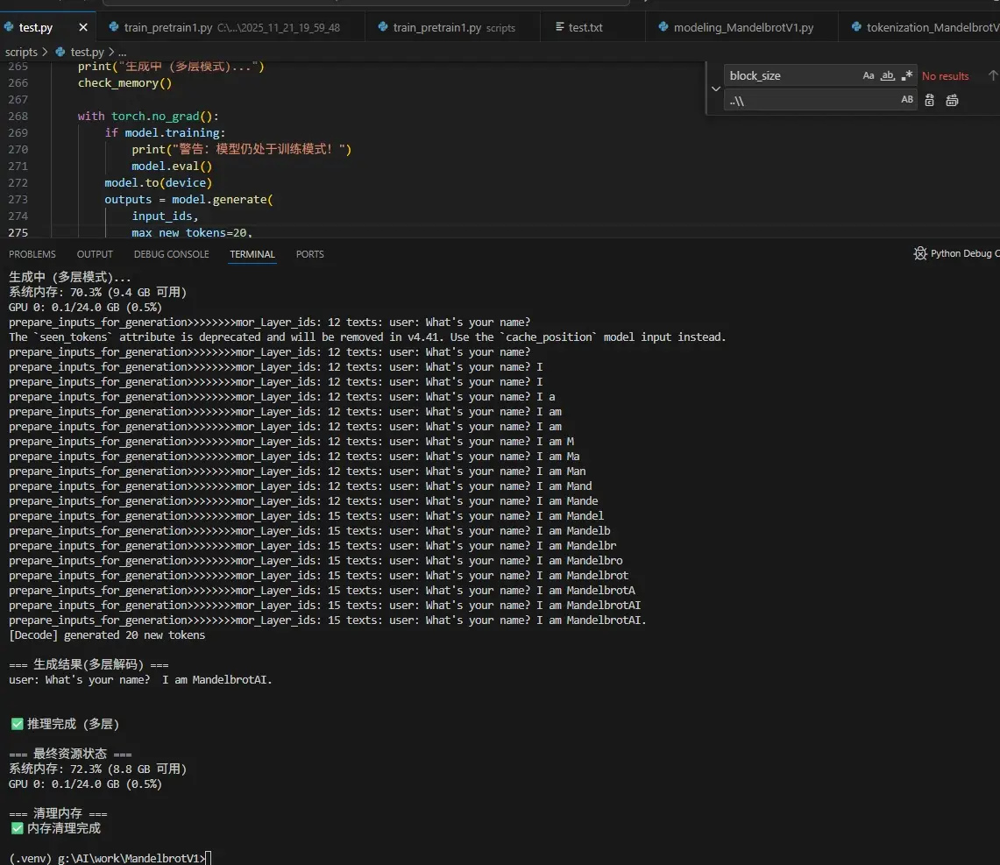 test.py
train_pretrain1.py C:\...\2025_11_21_19_59_48
train_pretrain1.py scripts
test.txt
modeling_MandelbrotV1.py
tokenization_MandelbrotV
scripts > test.py > ...
block_size Aa ab .* No results
..\\ AB
265 print("生成中 (多层模式)...")
266 check_memory()
267
268 with torch.no_grad():
269 if model.training:
270 print("警告: 模型仍处于训练模式! ")
271 model.eval()
272 model.to(device)
273 outputs = model.generate(
274 input_ids,
275 max_new_tokens=20,
PROBLEMS OUTPUT DEBUG CONSOLE TERMINAL PORTS Python Debug C
生成中 (多层模式)...
系统内存: 70.3% (9.4 GB 可用)
GPU 0: 0.1/24.0 GB (0.5%)
prepare_inputs_for_generation>>>>>>>>mor_Layer_ids: 12 texts: user: What's your name?
The `seen_tokens` attribute is deprecated and will be removed in v4.41. Use the `cache_position` model input instead.
prepare_inputs_for_generation>>>>>>>>mor_Layer_ids: 12 texts: user: What's your name?
prepare_inputs_for_generation>>>>>>>>mor_Layer_ids: 12 texts: user: What's your name? I
prepare_inputs_for_generation>>>>>>>>mor_Layer_ids: 12 texts: user: What's your name? I
prepare_inputs_for_generation>>>>>>>>mor_Layer_ids: 12 texts: user: What's your name? I a
prepare_inputs_for_generation>>>>>>>>mor_Layer_ids: 12 texts: user: What's your name? I am
prepare_inputs_for_generation>>>>>>>>mor_Layer_ids: 12 texts: user: What's your name? I am
prepare_inputs_for_generation>>>>>>>>mor_Layer_ids: 12 texts: user: What's your name? I am M
prepare_inputs_for_generation>>>>>>>>mor_Layer_ids: 12 texts: user: What's your name? I am Ma
prepare_inputs_for_generation>>>>>>>>mor_Layer_ids: 12 texts: user: What's your name? I am Man
prepare_inputs_for_generation>>>>>>>>mor_Layer_ids: 12 texts: user: What's your name? I am Mand
prepare_inputs_for_generation>>>>>>>>mor_Layer_ids: 12 texts: user: What's your name? I am Mande
prepare_inputs_for_generation>>>>>>>>mor_Layer_ids: 15 texts: user: What's your name? I am Mandel
prepare_inputs_for_generation>>>>>>>>mor_Layer_ids: 15 texts: user: What's your name? I am Mandelb
prepare_inputs_for_generation>>>>>>>>mor_Layer_ids: 15 texts: user: What's your name? I am Mandelbr
prepare_inputs_for_generation>>>>>>>>mor_Layer_ids: 15 texts: user: What's your name? I am Mandelbro
prepare_inputs_for_generation>>>>>>>>mor_Layer_ids: 15 texts: user: What's your name? I am Mandelbrot
prepare_inputs_for_generation>>>>>>>>mor_Layer_ids: 15 texts: user: What's your name? I am MandelbrotA
prepare_inputs_for_generation>>>>>>>>mor_Layer_ids: 15 texts: user: What's your name? I am MandelbrotAI
prepare_inputs_for_generation>>>>>>>>mor_Layer_ids: 15 texts: user: What's your name? I am MandelbrotAI.
[Decode] generated 20 new tokens
=== 生成结果(多层解码) ===
user: What's your name?  I am MandelbrotAI.
✅ 推理完成 (多层)
=== 最终资源状态 ===
系统内存: 72.3% (8.8 GB 可用)
GPU 0: 0.1/24.0 GB (0.5%)
=== 清理内存 ===
✅ 内存清理完成
(.venv) g:\AI\work\MandelbrotV1>